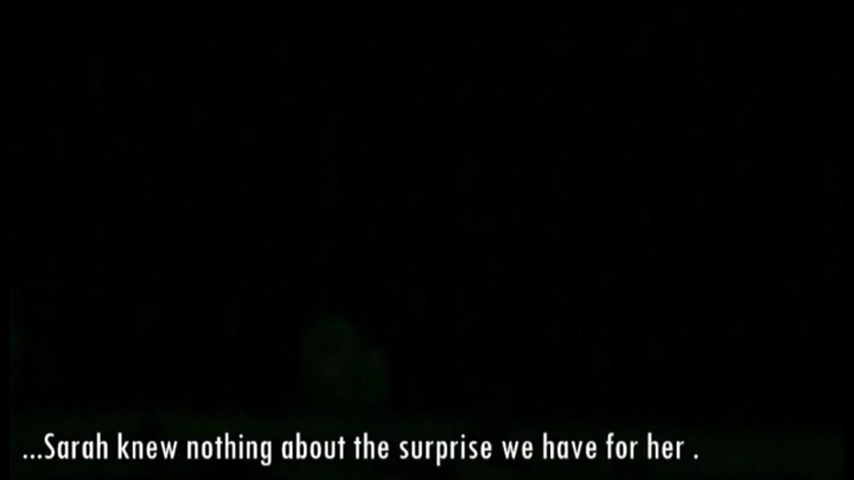 ...Sarah knew nothing about the surprise we have for her .